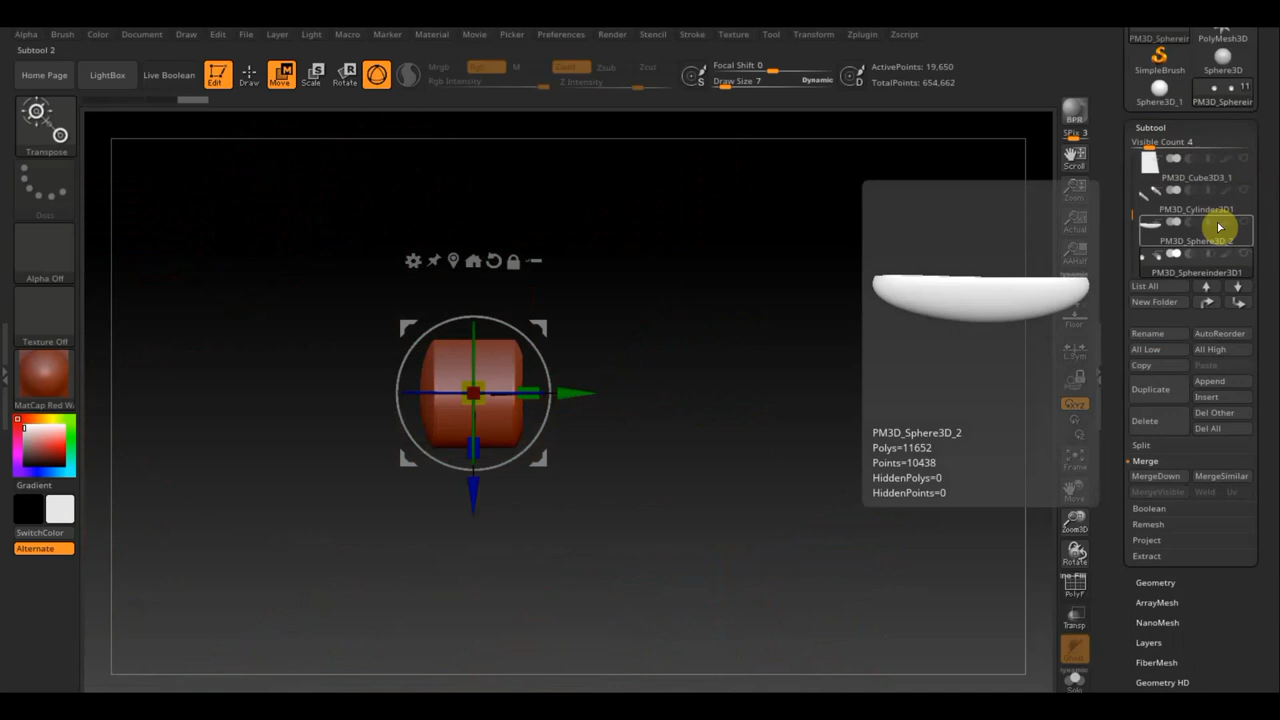 Alpha Brush Color Document Draw Edit File Layer Light Macro Marker Material Movie Picker Preferences Render Stencil Stroke Texture Tool Transform Zplugin Zscript
Subtool 2
Home Page
LightBox
Live Boolean
Edit
Draw
Move
Scale
Rotate
Mrgb
Rgb
M
Rgb Intensity
Zadd
Zsub
Zcut
Z Intensity
S
Focal Shift 0
Draw Size 7
Dynamic
D
ActivePoints: 19,650
TotalPoints: 654,662
Transpose
Dots
Alpha Off
Texture Off
MatCap Red W
Gradient
SwitchColor
Alternate
BPR
SPix 3
Scroll
Zoom
Actual
AAHalf
Floor
L.Sym
XYZ
Frame
Move
Zoom3D
Rotate
PolyF
Transp
Ghost
Solo
PM3D_Sphere3D_2
Polys=11652
Points=10438
HiddenPolys=0
HiddenPoints=0
PM3D_Spherein
PolyMesh3D
SimpleBrush
Sphere3D
11
Sphere3D_1
PM3D_Spherein
Subtool
Visible Count 4
PM3D_Cube3D3_1
PM3D_Cylinder3D1
PM3D_Sphere3D_2
PM3D_Sphereinder3D1
List All
New Folder
Rename
AutoReorder
All Low
All High
Copy
Paste
Duplicate
Append
Insert
Delete
Del Other
Del All
Split
Merge
MergeDown
MergeSimilar
MergeVisible
Weld
Uv
Boolean
Remesh
Project
Extract
Geometry
ArrayMesh
NanoMesh
Layers
FiberMesh
Geometry HD